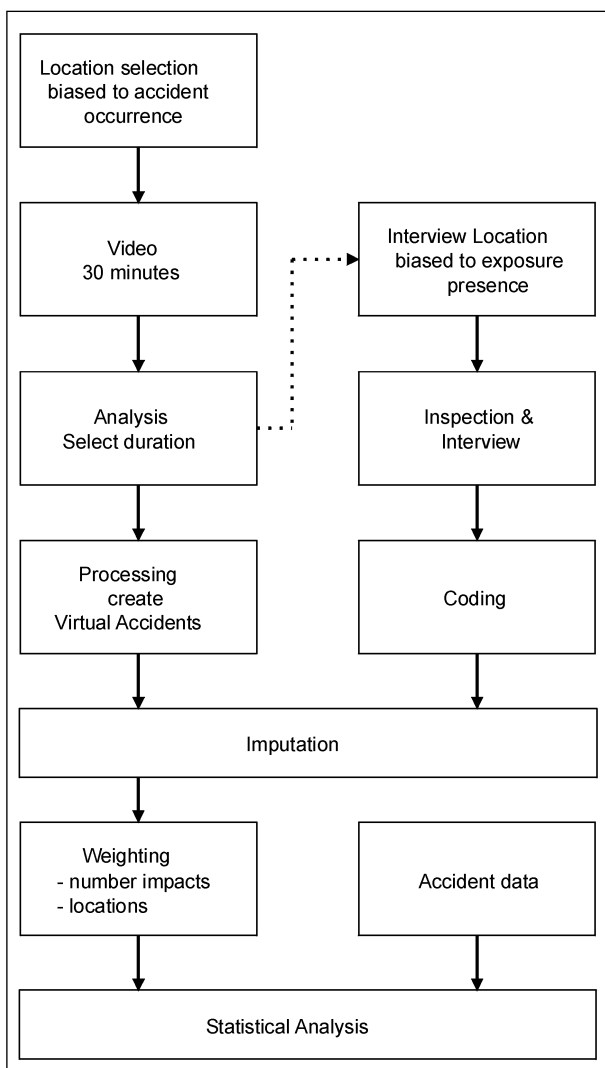 Location selection
biased to accident
occurrence
Video
30 minutes
Interview Location
biased to exposure
presence
Analysis
Select duration
Inspection &
Interview
Processing
create
Virtual Accidents
Coding
Imputation
Weighting
- number impacts
- locations
Accident data
Statistical Analysis